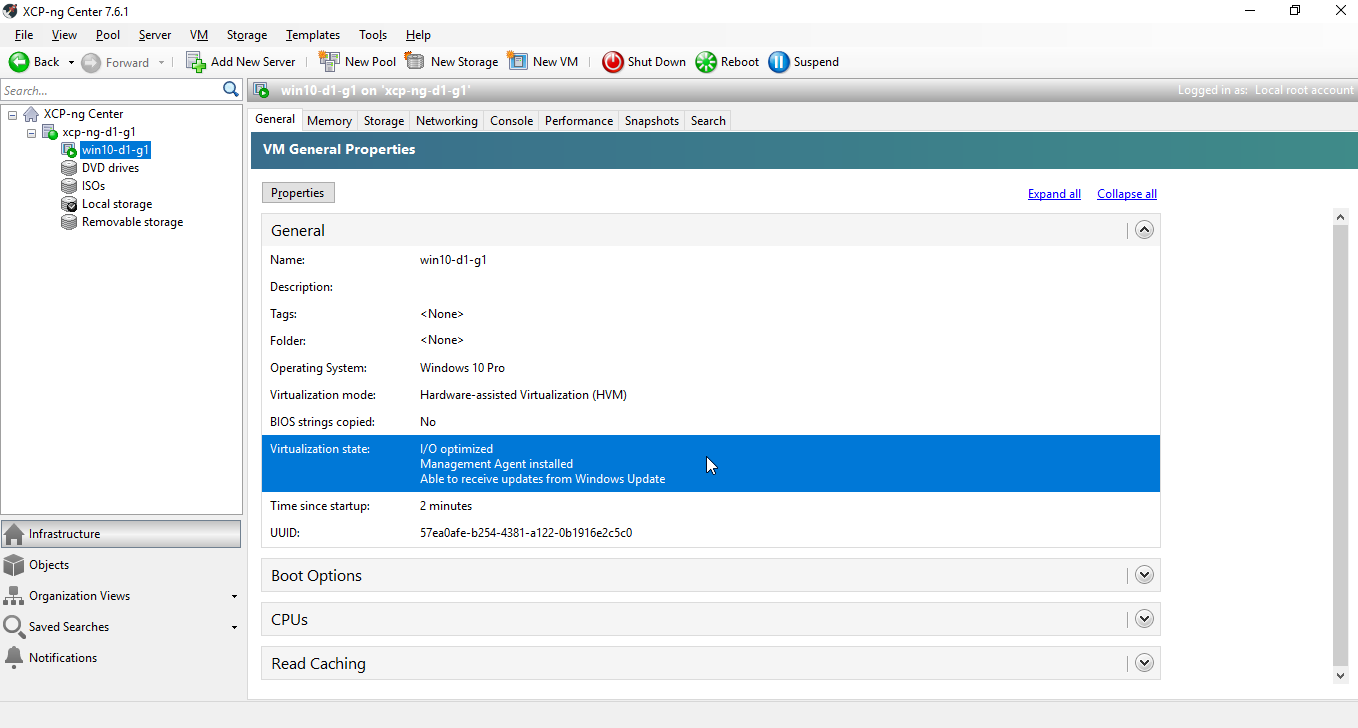 XCP-ng Center 7.6.1
File View Pool Server VM Storage Templates Tools Help
Back Forward Add New Server New Pool New Storage New VM Shut Down Reboot Suspend
Search...
win10-d1-g1 on 'xcp-ng-d1-g1' Logged in as: Local root account
XCP-ng Center
xcp-ng-d1-g1
win10-d1-g1
DVD drives
ISOs
Local storage
Removable storage
Infrastructure
Objects
Organization Views
Saved Searches
Notifications
General Memory Storage Networking Console Performance Snapshots Search
VM General Properties
Properties Expand all Collapse all
General
Name: win10-d1-g1
Description:
Tags: <None>
Folder: <None>
Operating System: Windows 10 Pro
Virtualization mode: Hardware-assisted Virtualization (HVM)
BIOS strings copied: No
Virtualization state: I/O optimized
Management Agent installed
Able to receive updates from Windows Update
Time since startup: 2 minutes
UUID: 57ea0afe-b254-4381-a122-0b1916e2c5c0
Boot Options
CPUs
Read Caching